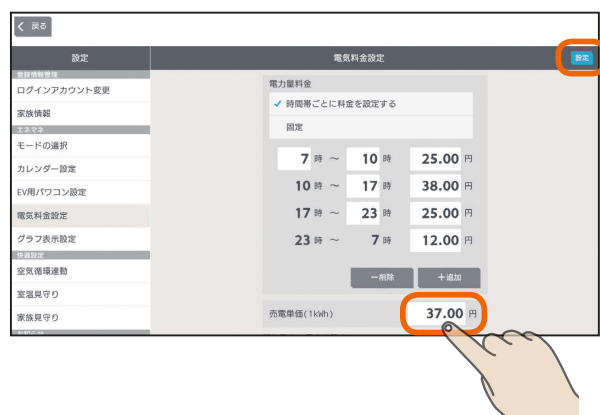 戻る
設定
電気料金設定
設定
登録情報管理
ログインアカウント変更
家族情報
エネマネ
モードの選択
カレンダー設定
EV用パワコン設定
電気料金設定
グラフ表示設定
快適設定
空気循環連動
室温見守り
家族見守り
電力量料金
✓ 時間帯ごとに料金を設定する
固定
7 時 ～ 10 時 25.00 円
10 時 ～ 17 時 38.00 円
17 時 ～ 23 時 25.00 円
23 時 ～ 7 時 12.00 円
ー削除 ＋追加
売電単価(1kWh) 37.00 円